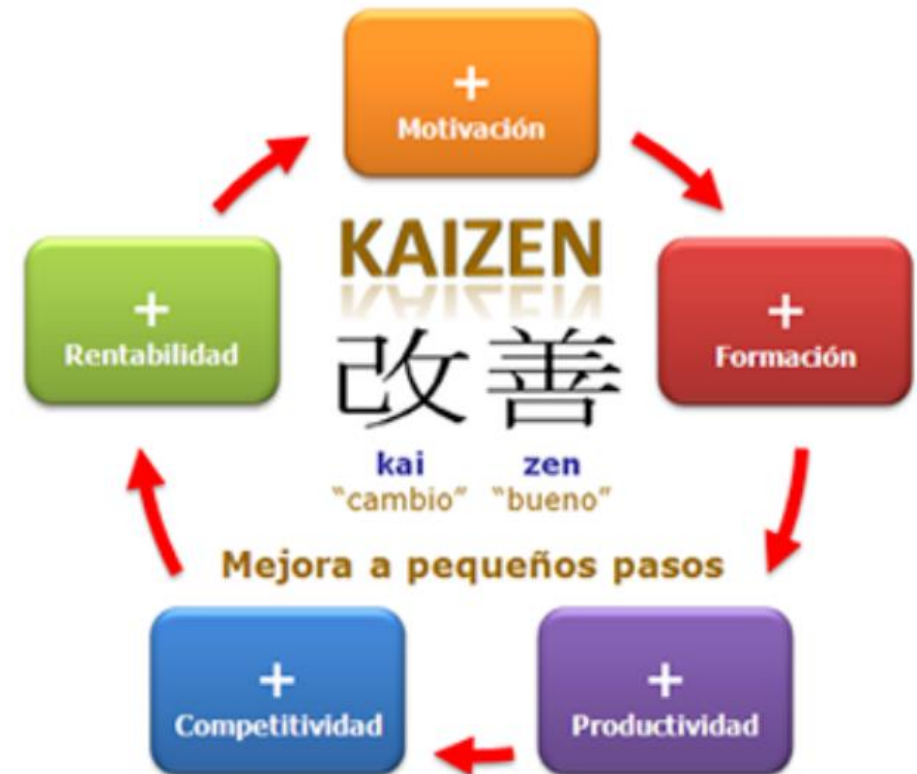 +
Motivación
+
Rentabilidad
KAIZEN
改善
kai zen
“cambio” “bueno”
+
Formación
Mejora a pequeños pasos
+
Competitividad
+
Productividad